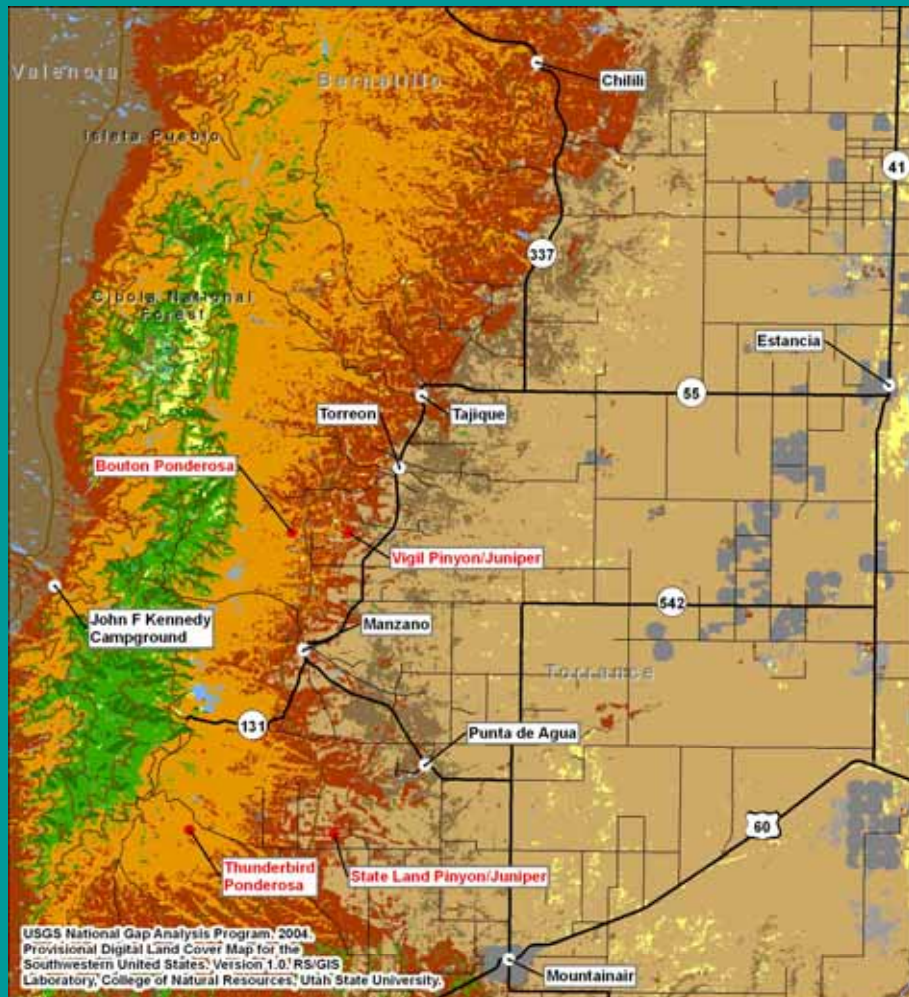 Valencia
Bernalillo
Chilili
Isleta Pueblo
41
337
Cibola National
Forest
Estancia
55
Torreon
Tajique
Bouton Ponderosa
Vigil Pinyon/Juniper
John F Kennedy
Campground
542
Manzano
Torrance
131
Punta de Agua
60
Thunderbird
Ponderosa
State Land Pinyon/Juniper
USGS National Gap Analysis Program. 2004.
Provisional Digital Land Cover Map for the
Southwestern United States. Version 1.0. RS/GIS
Laboratory, College of Natural Resources, Utah State University.
Mountainair